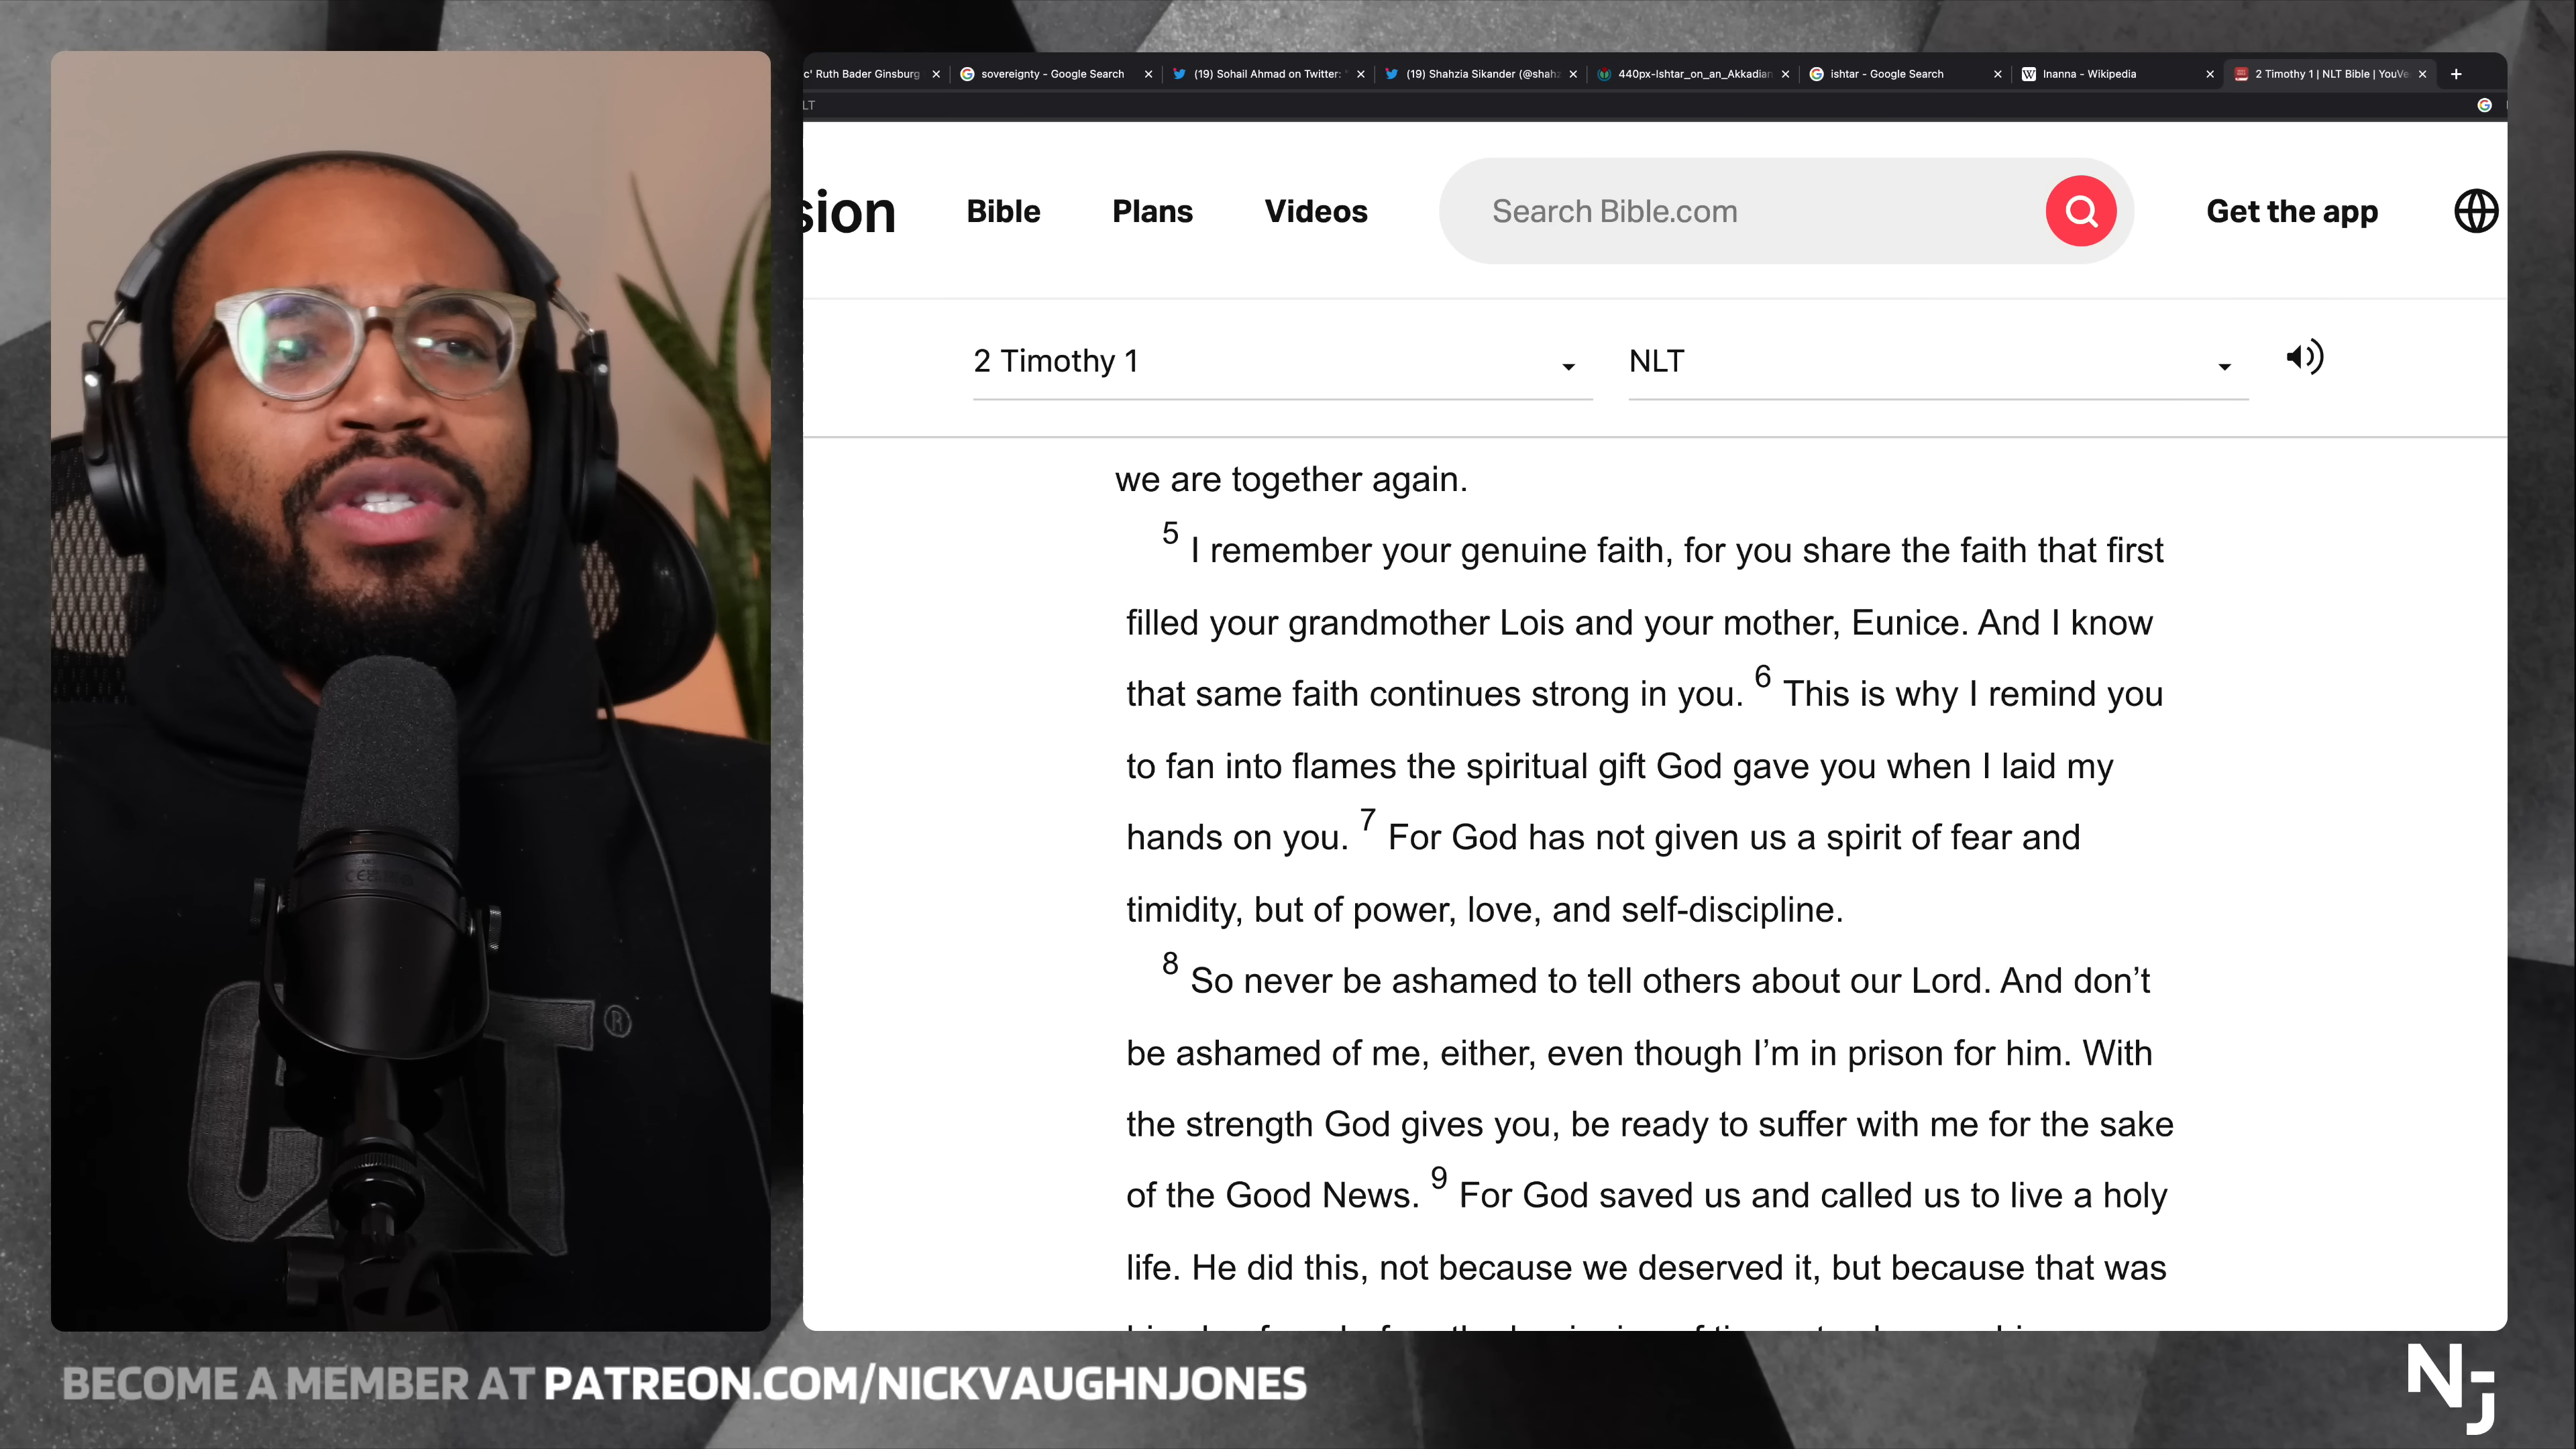 c' Ruth Bader Ginsburg
sovereignty - Google Search
(19) Sohail Ahmad on Twitter: "
(19) Shahzia Sikander (@shahz
440px-Ishtar_on_an_Akkadian
ishtar - Google Search
Inanna - Wikipedia
2 Timothy 1 | NLT Bible | YouVe
LT
sion
Bible
Plans
Videos
Search Bible.com
Get the app
2 Timothy 1
NLT
we are together again.
5 I remember your genuine faith, for you share the faith that first
filled your grandmother Lois and your mother, Eunice. And I know
that same faith continues strong in you. 6 This is why I remind you
to fan into flames the spiritual gift God gave you when I laid my
hands on you. 7 For God has not given us a spirit of fear and
timidity, but of power, love, and self-discipline.
8 So never be ashamed to tell others about our Lord. And don’t
be ashamed of me, either, even though I’m in prison for him. With
the strength God gives you, be ready to suffer with me for the sake
of the Good News. 9 For God saved us and called us to live a holy
life. He did this, not because we deserved it, but because that was
®
BECOME A MEMBER AT PATREON.COM/NICKVAUGHNJONES
NJ